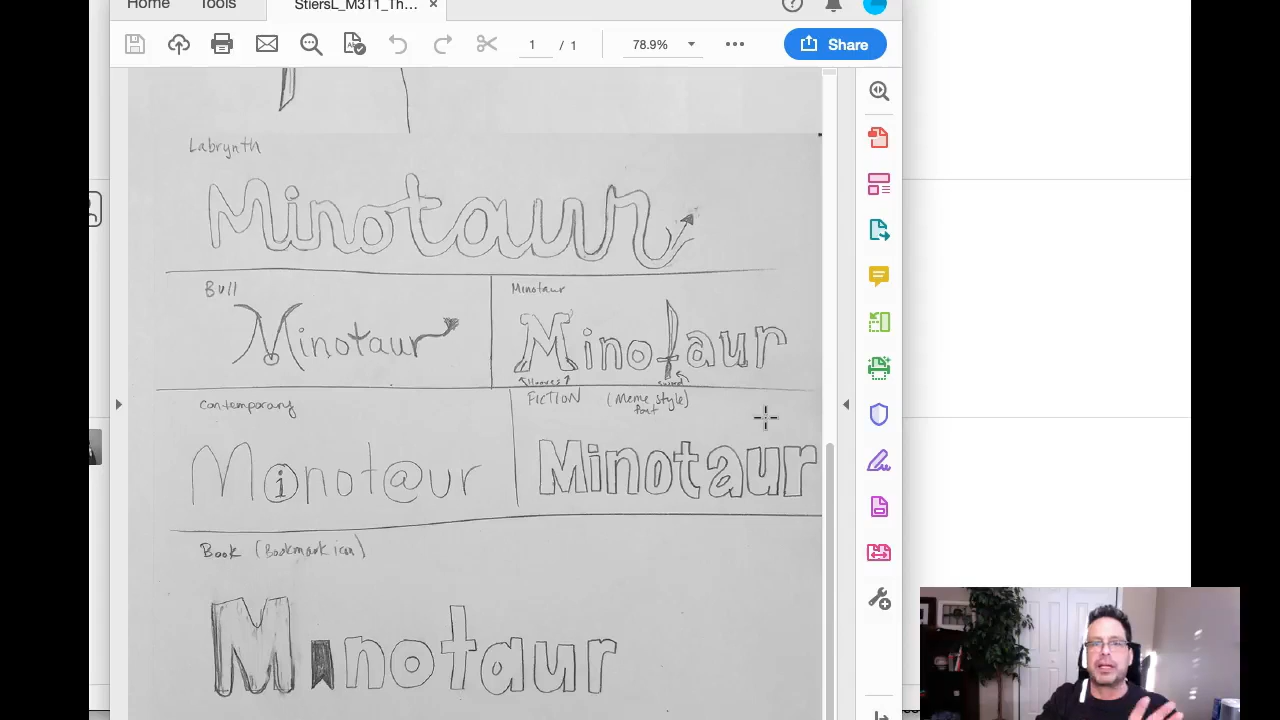 Home Tools StiersL_M3T1_Th... ×
1 / 1 78.9% Share
Labrynth
Minotaur
Bull
Minotaur
Minotaur
Minotaur
Hooves sword
Contemporary
Minot@ur
FICTION (Meme style)
Font
Minotaur
Book (Bookmark icon)
Minotaur